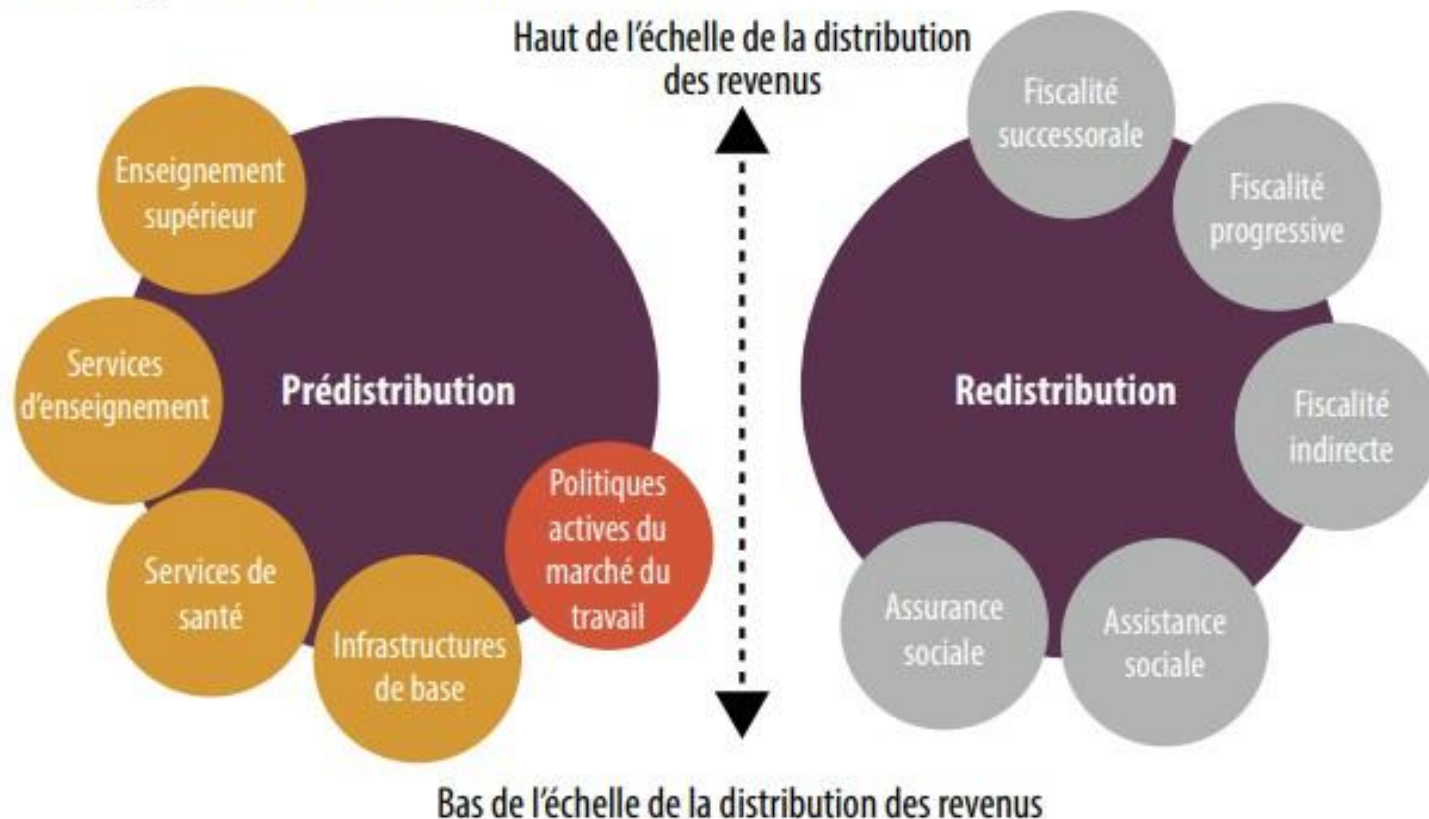 Haut de l'échelle de la distribution
des revenus
Enseignement
supérieur
Services
d'enseignement
Prédistribution
Services de
santé
Infrastructures
de base
Politiques
actives du
marché du
travail
Fiscalité
successorale
Fiscalité
progressive
Redistribution
Fiscalité
indirecte
Assurance
sociale
Assistance
sociale
Bas de l'échelle de la distribution des revenus